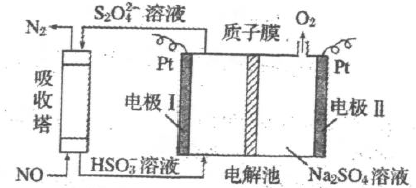 S₂O₄²⁻溶液
质子膜
O₂
N₂
Pt
Pt
吸收塔
电极Ⅰ
电极Ⅱ
NO
HSO₃⁻溶液
电解池
Na₂SO₄溶液